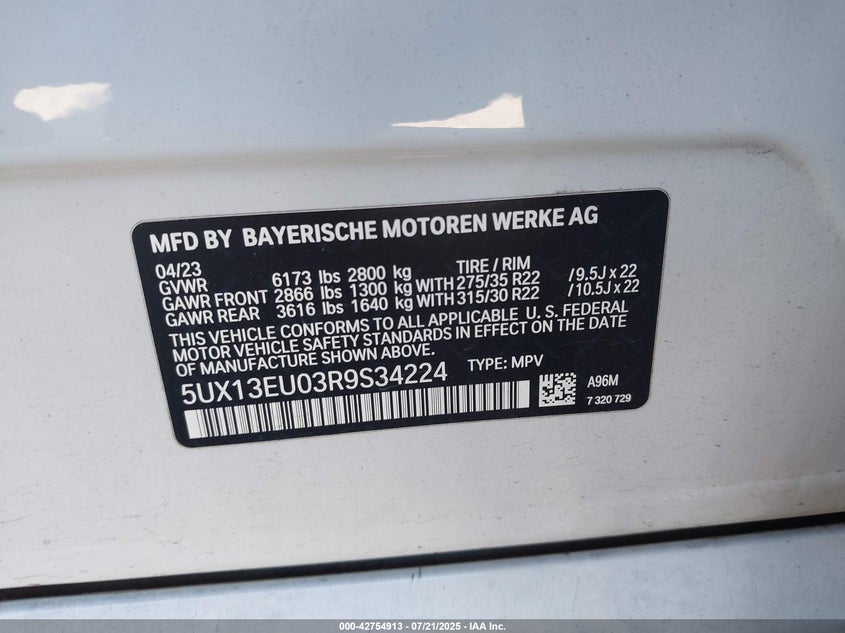 MFD BY BAYERISCHE MOTOREN WERKE AG
04/23 TIRE / RIM
GVWR 6173 lbs 2800 kg
GAWR FRONT 2866 lbs 1300 kg WITH 275/35 R22 /9.5J x 22
GAWR REAR 3616 lbs 1640 kg WITH 315/30 R22 /10.5J x 22
THIS VEHICLE CONFORMS TO ALL APPLICABLE U. S. FEDERAL
MOTOR VEHICLE SAFETY STANDARDS IN EFFECT ON THE DATE
OF MANUFACTURE SHOWN ABOVE.
5UX13EU03R9S34224 TYPE: MPV
A96M
7 320 729
000-42754913 - 07/21/2025 - IAA Inc.